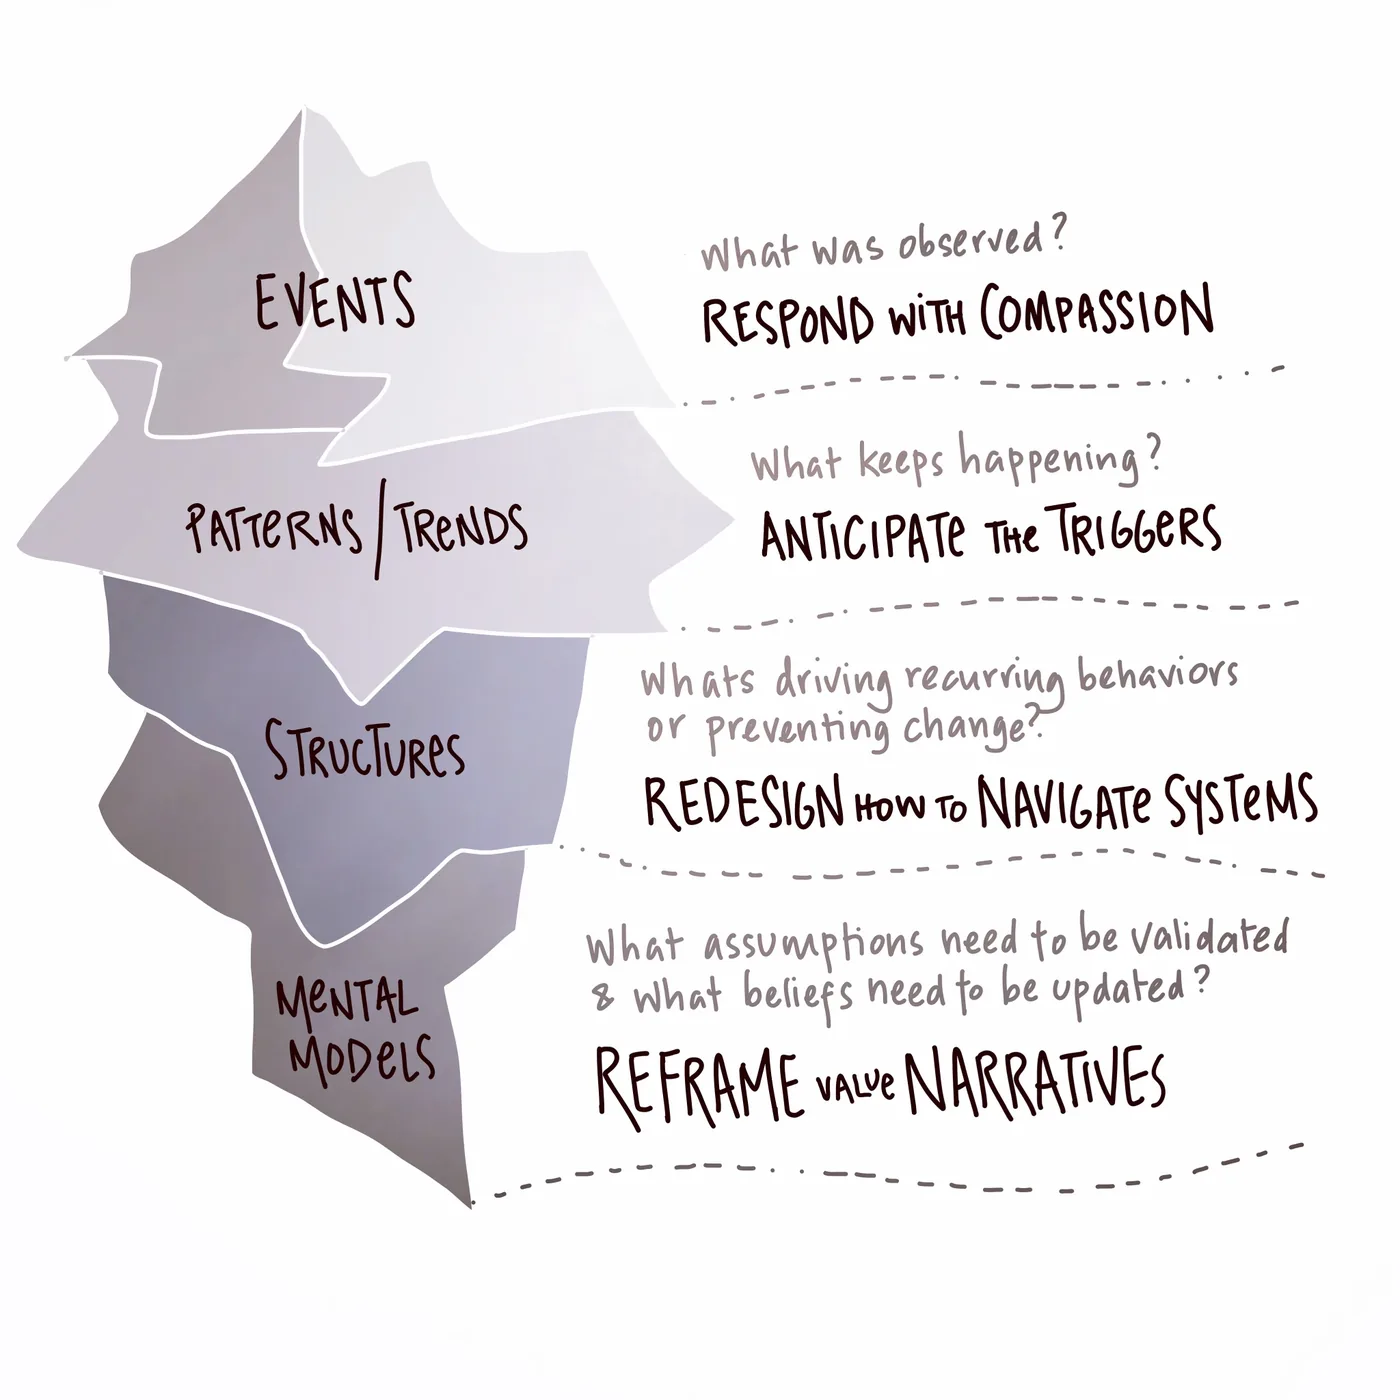 EVENTS
What was observed?
RESPOND WITH COMPASSION
PATTERNS/TRENDS
What keeps happening?
ANTICIPATE THE TRIGGERS
STRUCTURES
Whats driving recurring behaviors
or preventing change?
REDESIGN HOW TO NAVIGATE SYSTEMS
MENTAL
MODELS
What assumptions need to be validated
& what beliefs need to be updated?
REFRAME VALUE NARRATIVES